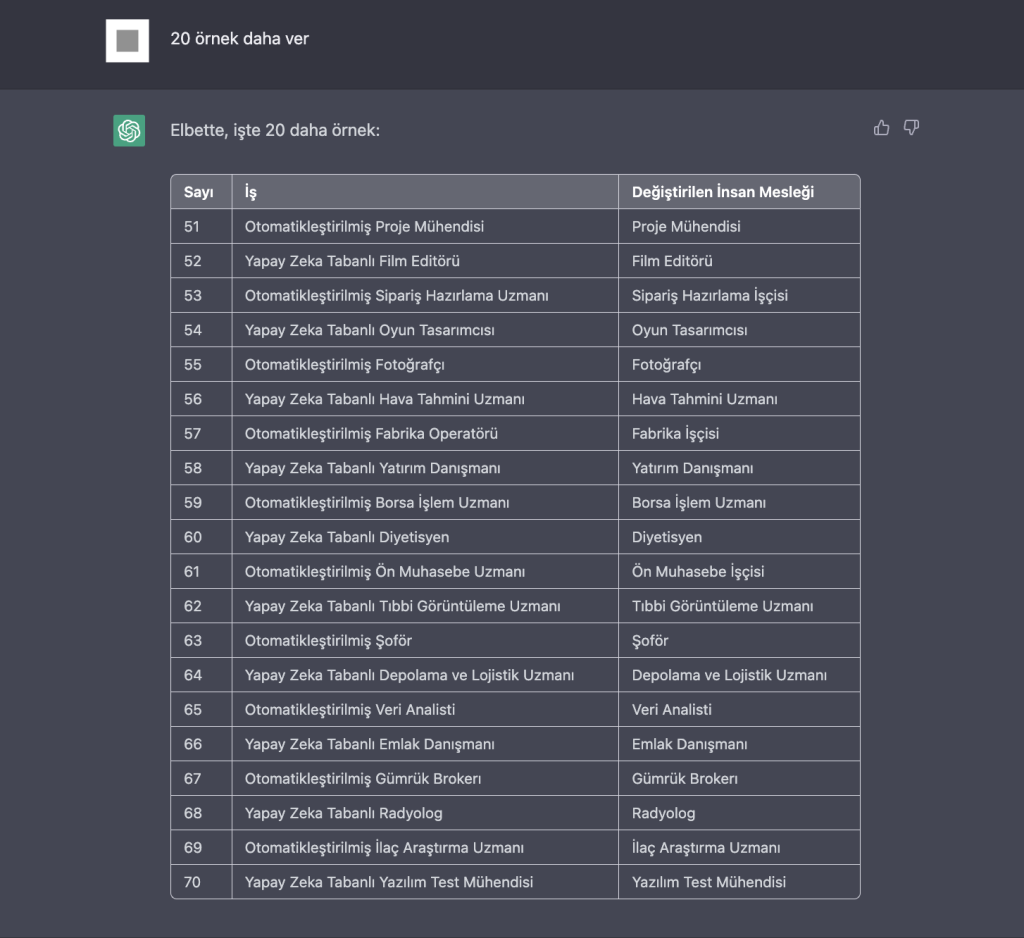 20 örnek daha ver
Elbette, işte 20 daha örnek:
Sayı İş Değiştirilen İnsan Mesleği
51 Otomatikleştirilmiş Proje Mühendisi Proje Mühendisi
52 Yapay Zeka Tabanlı Film Editörü Film Editörü
53 Otomatikleştirilmiş Sipariş Hazırlama Uzmanı Sipariş Hazırlama İşçisi
54 Yapay Zeka Tabanlı Oyun Tasarımcısı Oyun Tasarımcısı
55 Otomatikleştirilmiş Fotoğrafçı Fotoğrafçı
56 Yapay Zeka Tabanlı Hava Tahmini Uzmanı Hava Tahmini Uzmanı
57 Otomatikleştirilmiş Fabrika Operatörü Fabrika İşçisi
58 Yapay Zeka Tabanlı Yatırım Danışmanı Yatırım Danışmanı
59 Otomatikleştirilmiş Borsa İşlem Uzmanı Borsa İşlem Uzmanı
60 Yapay Zeka Tabanlı Diyetisyen Diyetisyen
61 Otomatikleştirilmiş Ön Muhasebe Uzmanı Ön Muhasebe İşçisi
62 Yapay Zeka Tabanlı Tıbbi Görüntüleme Uzmanı Tıbbi Görüntüleme Uzmanı
63 Otomatikleştirilmiş Şoför Şoför
64 Yapay Zeka Tabanlı Depolama ve Lojistik Uzmanı Depolama ve Lojistik Uzmanı
65 Otomatikleştirilmiş Veri Analisti Veri Analisti
66 Yapay Zeka Tabanlı Emlak Danışmanı Emlak Danışmanı
67 Otomatikleştirilmiş Gümrük Brokerı Gümrük Brokerı
68 Yapay Zeka Tabanlı Radyolog Radyolog
69 Otomatikleştirilmiş İlaç Araştırma Uzmanı İlaç Araştırma Uzmanı
70 Yapay Zeka Tabanlı Yazılım Test Mühendisi Yazılım Test Mühendisi